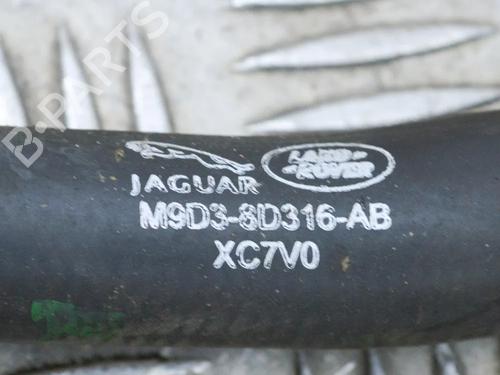 B-PARTS
JAGUAR
LAND
ROVER
M9D3-8D316-AB
XC7V0